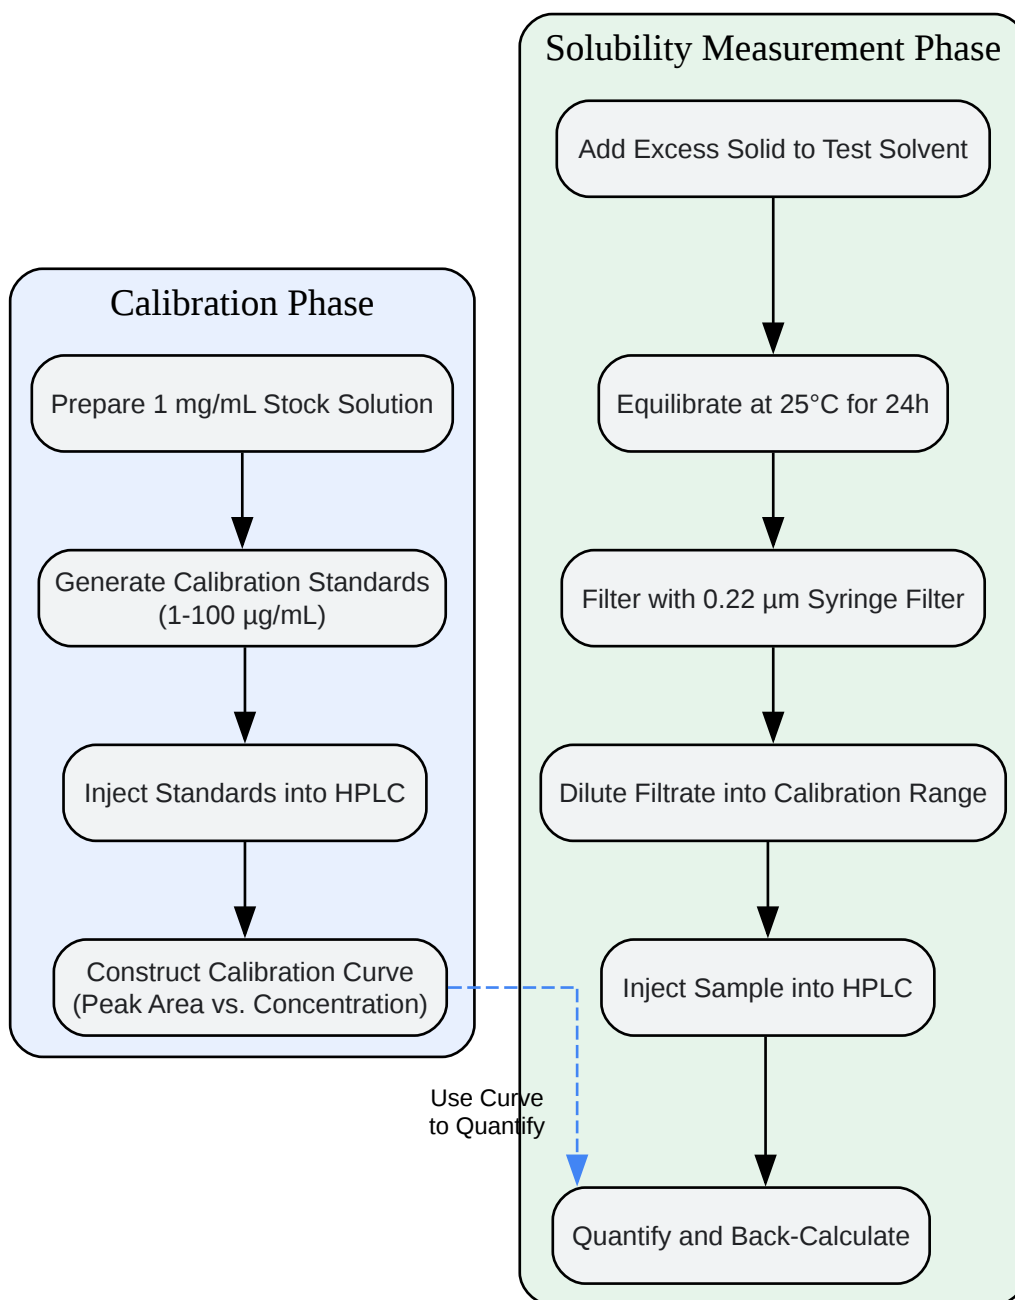 Solubility Measurement Phase
Add Excess Solid to Test Solvent
Calibration Phase
Prepare 1 mg/mL Stock Solution
Equilibrate at 25°C for 24h
Generate Calibration Standards
(1-100 µg/mL)
Filter with 0.22 µm Syringe Filter
Inject Standards into HPLC
Dilute Filtrate into Calibration Range
Construct Calibration Curve
(Peak Area vs. Concentration)
Inject Sample into HPLC
Use Curve
to Quantify
Quantify and Back-Calculate